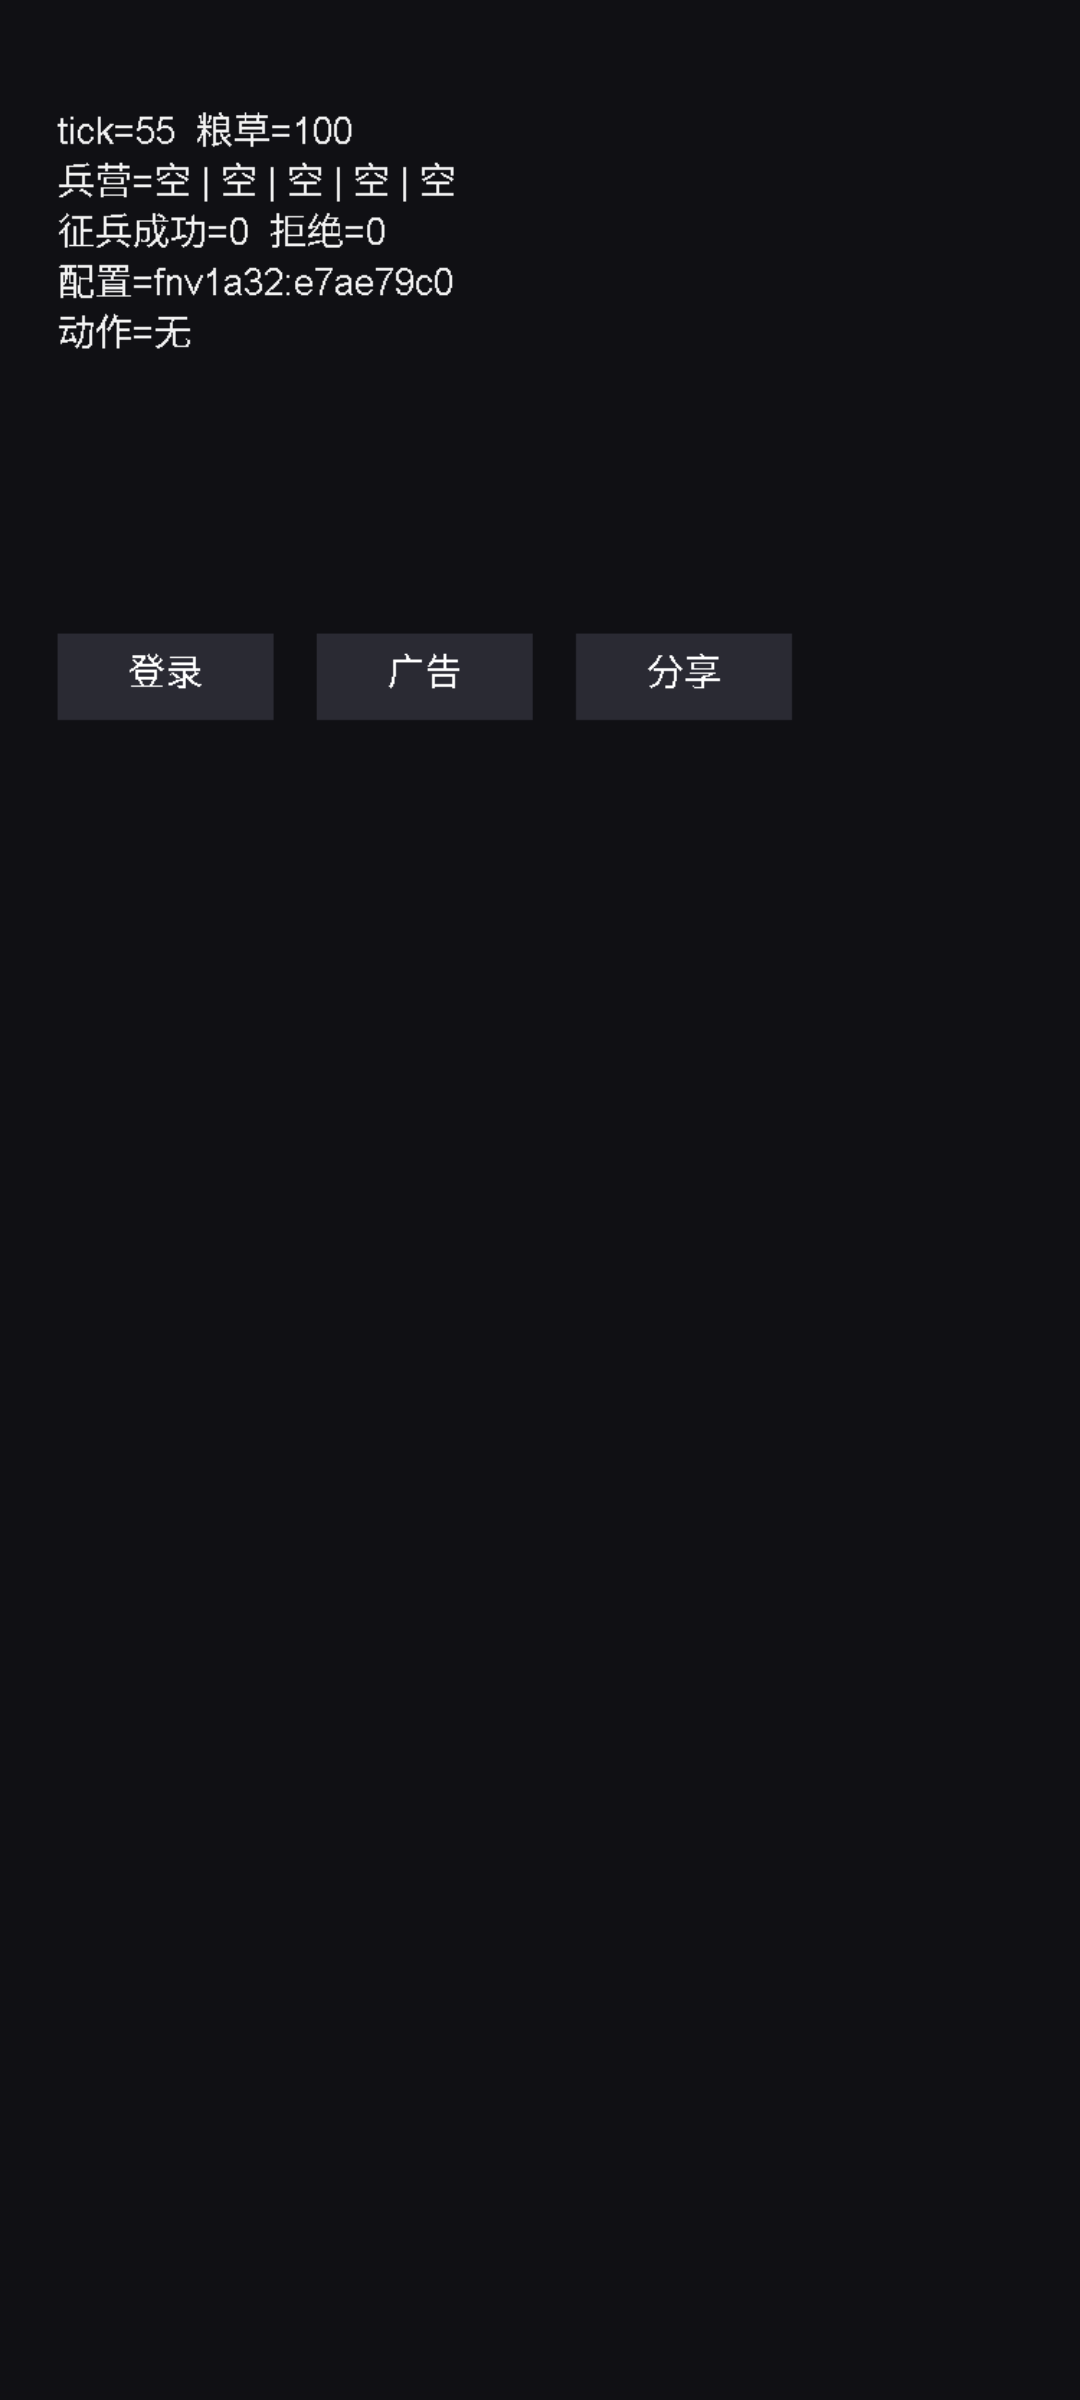 tick=55 粮草=100
兵营=空 | 空 | 空 | 空 | 空
征兵成功=0 拒绝=0
配置=fnv1a32:e7ae79c0
动作=无
登录 广告 分享